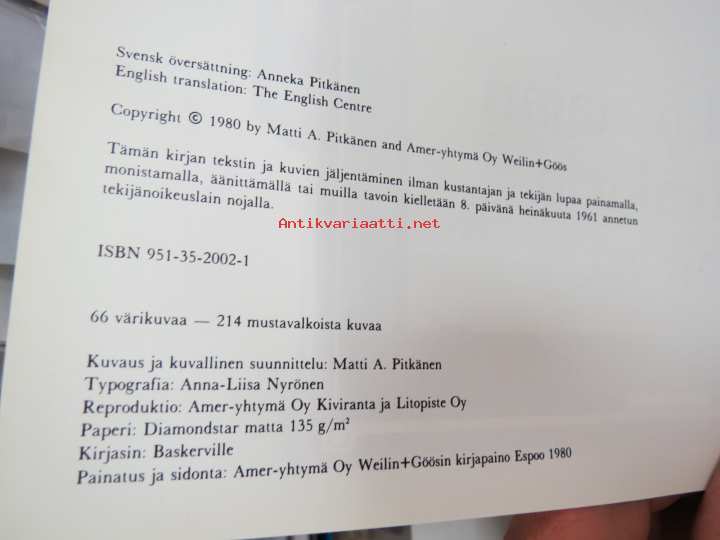 Svensk översättning: Anneka Pitkänen
English translation: The English Centre
Copyright © 1980 by Matti A. Pitkänen and Amer-yhtymä Oy Weilin+Göös
Tämän kirjan tekstin ja kuvien jäljentäminen ilman kustantajan ja tekijän lupaa painamalla,
monistamalla, äänittämällä tai muilla tavoin kielletään 8. päivänä heinäkuuta 1961 annetun
tekijänoikeuslain nojalla.
Antikvariaatti.net
ISBN 951-35-2002-1
66 värikuvaa — 214 mustavalkoista kuvaa
Kuvaus ja kuvallinen suunnittelu: Matti A. Pitkänen
Typografia: Anna-Liisa Nyrönen
Reproduktio: Amer-yhtymä Oy Kiviranta ja Litopiste Oy
Paperi: Diamondstar matta 135 g/m²
Kirjasin: Baskerville
Painatus ja sidonta: Amer-yhtymä Oy Weilin+Göösin kirjapaino Espoo 1980